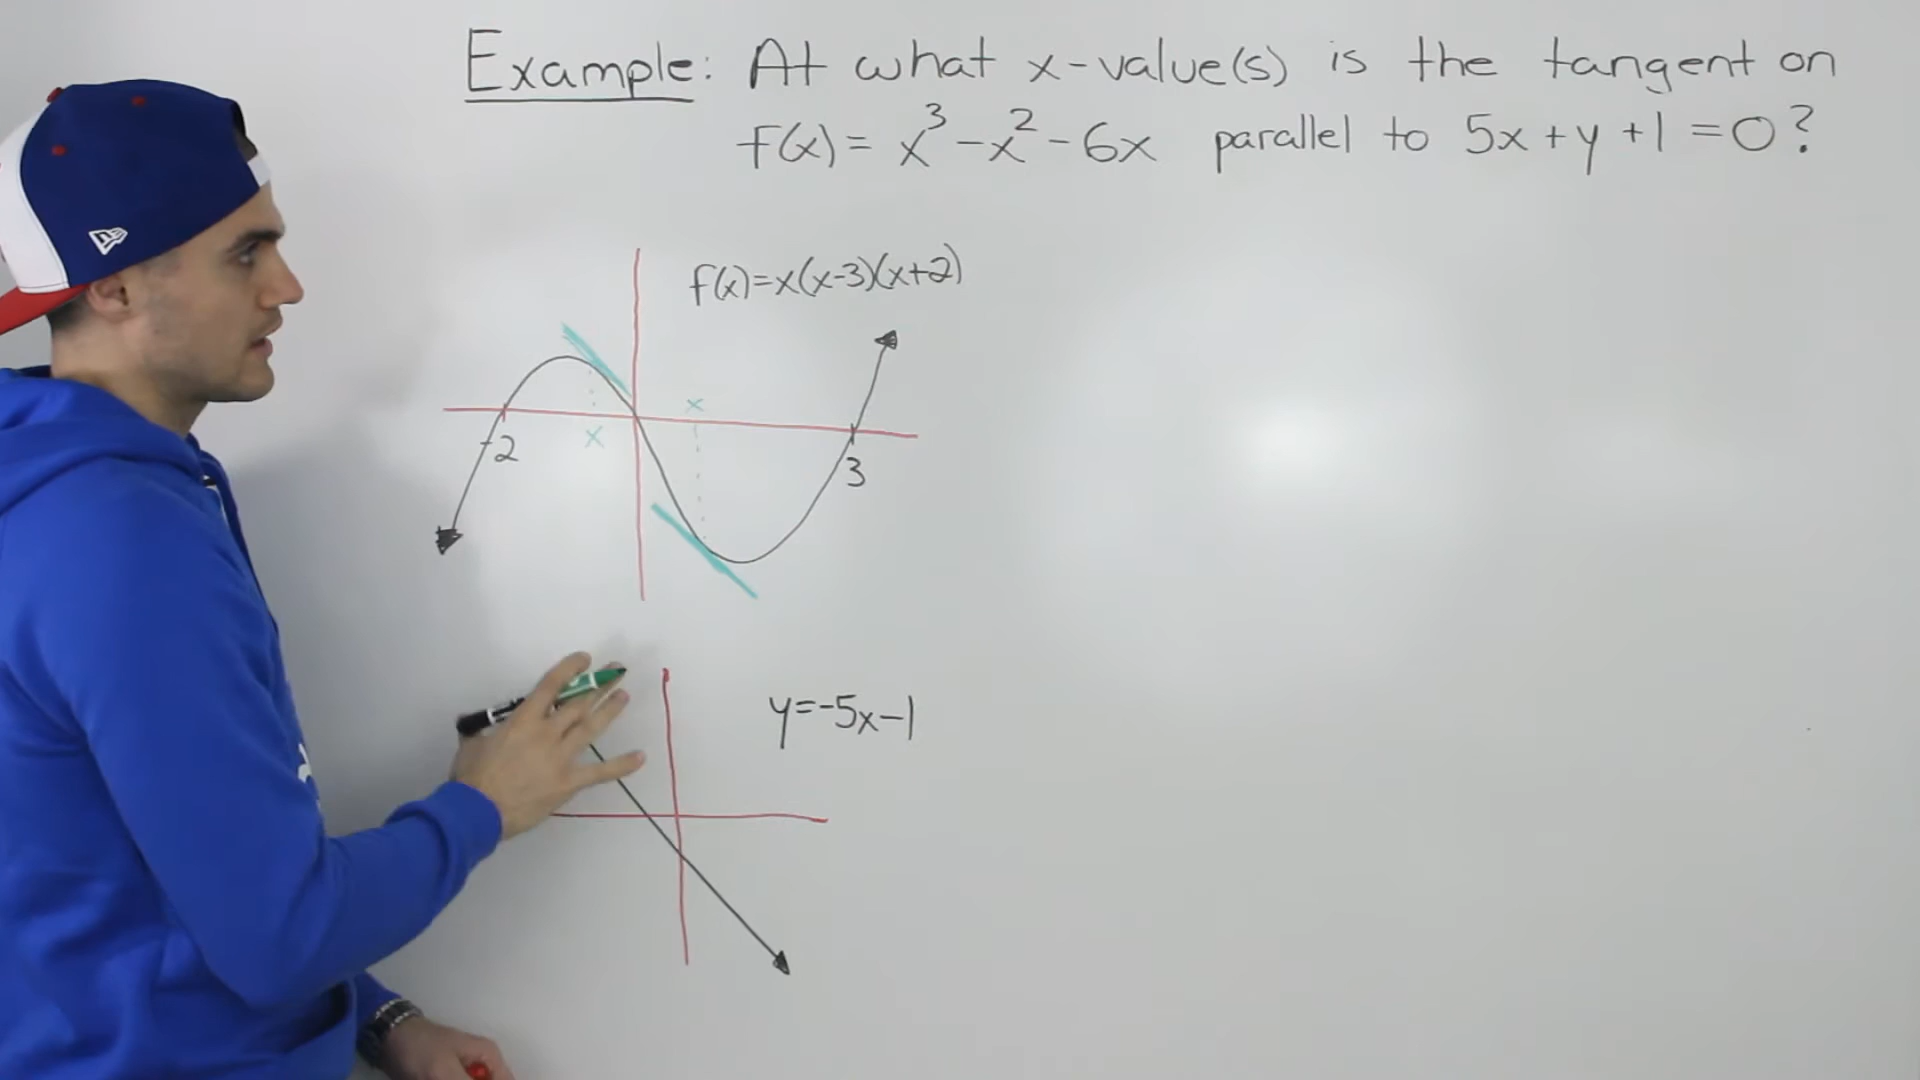 Example: At what x-value(s) is the tangent on
f(x) = x³ - x² - 6x parallel to 5x + y + 1 = 0?
f(x)=x(x-3)(x+2)
x
x
-2
3
y=-5x-1